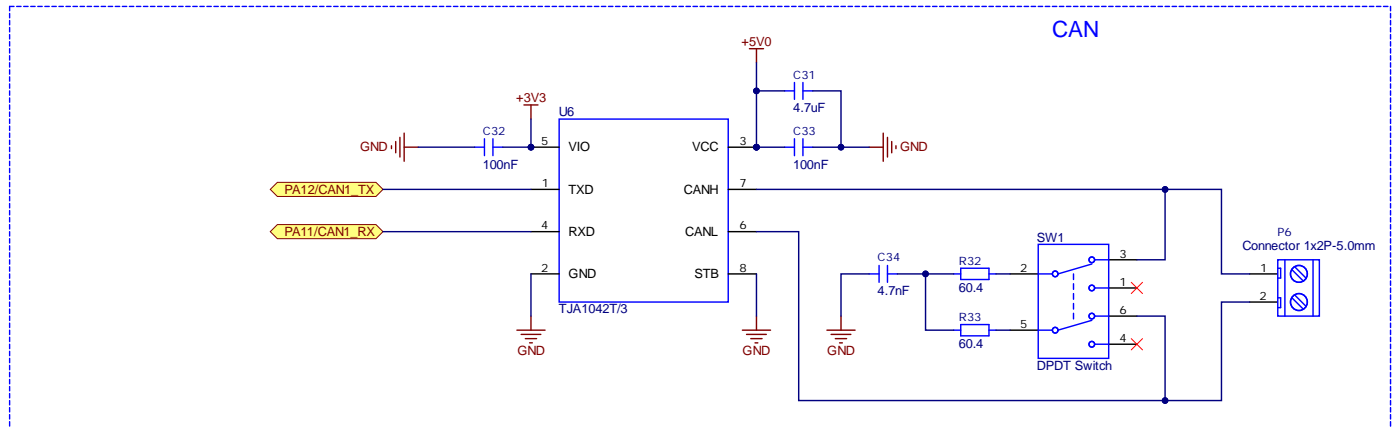 CAN
+5V0
C31
4.7uF
+3V3
U6
C32
C33
GND
5
VIO
VCC
3
GND
100nF
100nF
PA12/CAN1_TX
1
TXD
CANH
7
PA11/CAN1_RX
4
RXD
CANL
6
SW1
P6
Connector 1x2P-5.0mm
C34
R32
3
2
GND
STB
8
2
1
4.7nF
60.4
1
2
R33
6
TJA1042T/3
5
60.4
4
GND
GND
GND
DPDT Switch